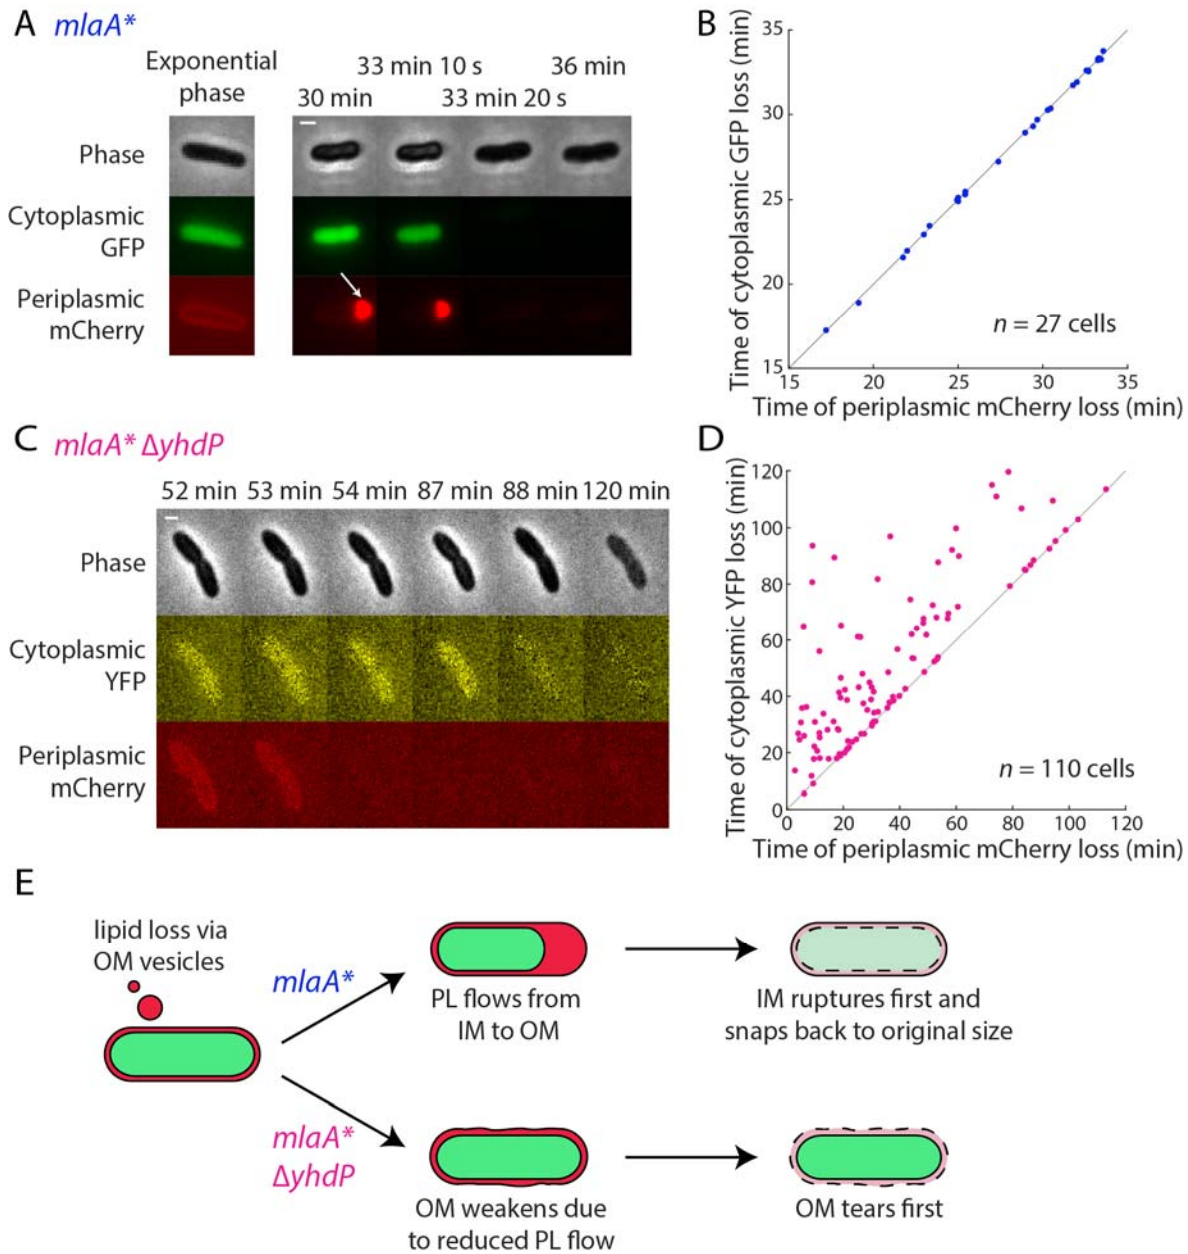 A mlaA*
Exponential
phase
33 min 10 s 36 min
30 min 33 min 20 s
Phase
Cytoplasmic
GFP
Periplasmic
mCherry
B
Time of cytoplasmic GFP loss (min)
35
30
25
20
15
15 20 25 30 35
n = 27 cells
Time of periplasmic mCherry loss (min)
C mlaA* ΔyhdP
52 min 53 min 54 min 87 min 88 min 120 min
Phase
Cytoplasmic
YFP
Periplasmic
mCherry
D
Time of cytoplasmic YFP loss (min)
120
100
80
60
40
20
0
0 20 40 60 80 100 120
n = 110 cells
Time of periplasmic mCherry loss (min)
E
lipid loss via
OM vesicles
mlaA*
PL flows from
IM to OM
IM ruptures first and
snaps back to original size
mlaA*
ΔyhdP
OM weakens due
to reduced PL flow
OM tears first